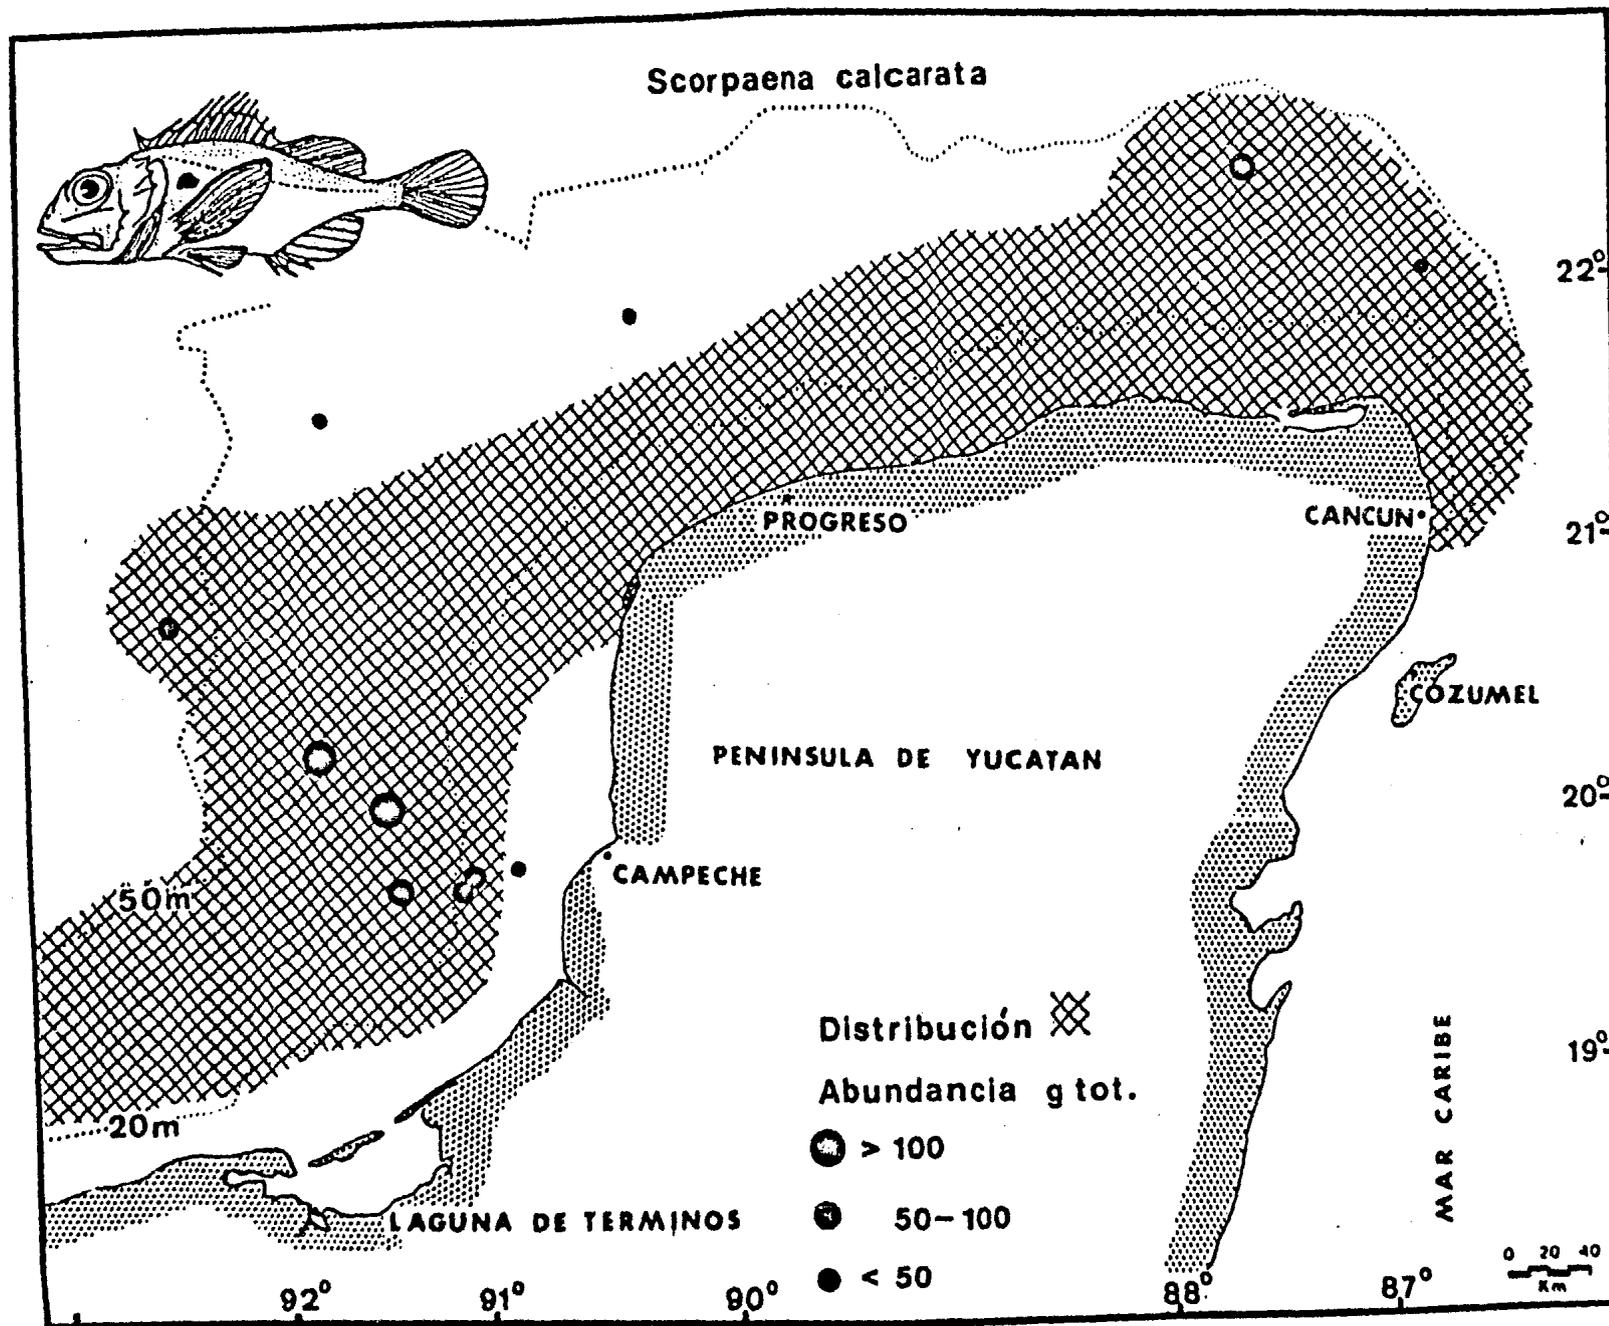 Scorpaena calcarata
22°
21°
PROGRESO
CANCUN
COZUMEL
PENINSULA DE YUCATAN
20°
CAMPECHE
50m
Distribución
19°
Abundancia g tot.
20m
> 100
MAR CARIBE
LAGUNA DE TERMINOS
50-100
< 50
0 20 40
Km
92° 91° 90° 88° 87°